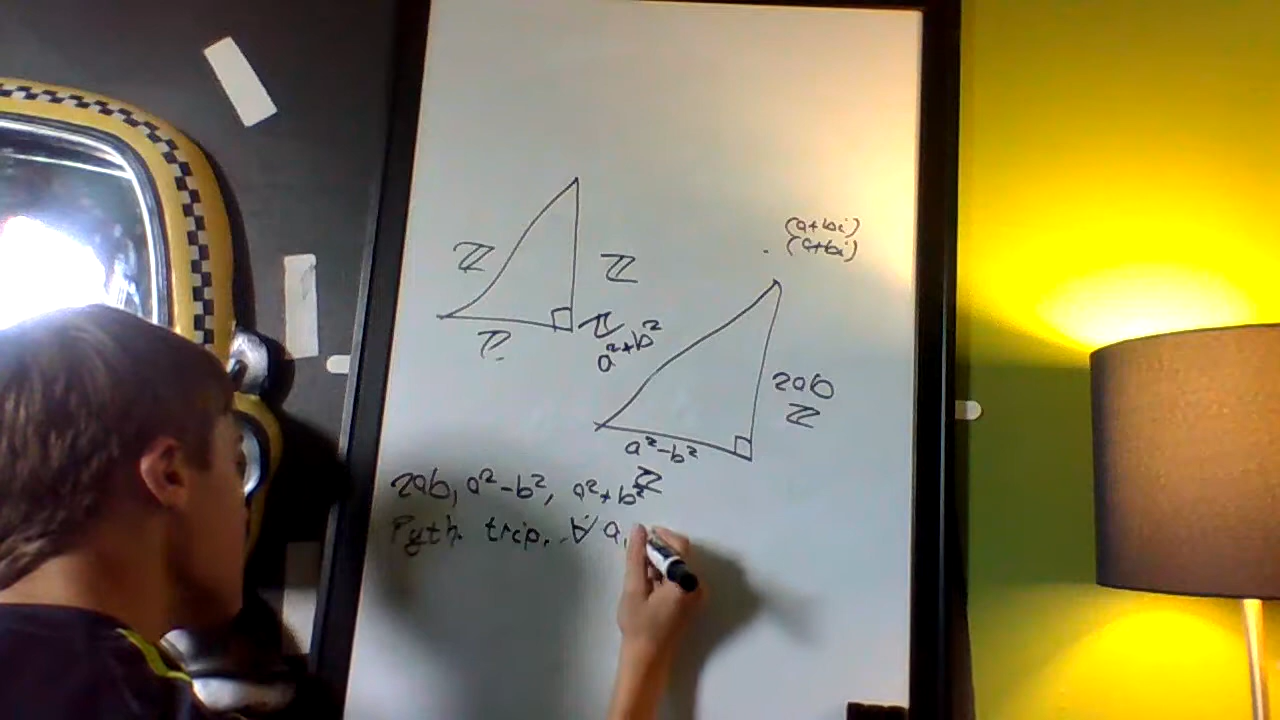 (a+bi)
(a+bi)
ℤ
ℤ
ℤ
ℤ
a²+b²
2ab
ℤ
a²-b²
ℤ
2ab, a²-b², a²+b²
Pyth. trip. ∀ a,